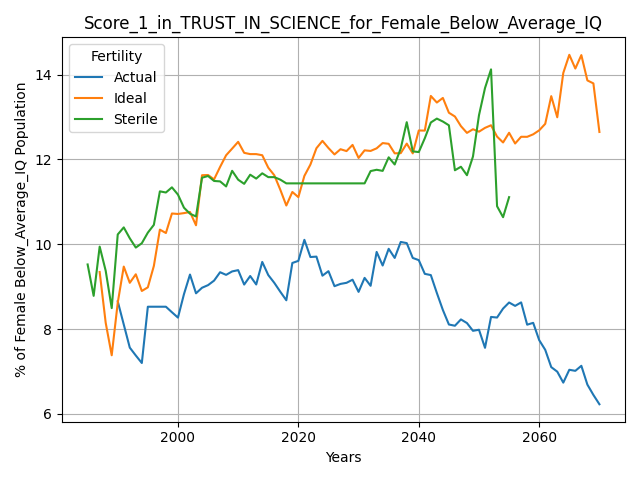 Score_1_in_TRUST_IN_SCIENCE_for_Female_Below_Average_IQ
Fertility
Actual
Ideal
Sterile
% of Female Below_Average_IQ Population
14
12
10
8
6
2000
2020
2040
2060
Years